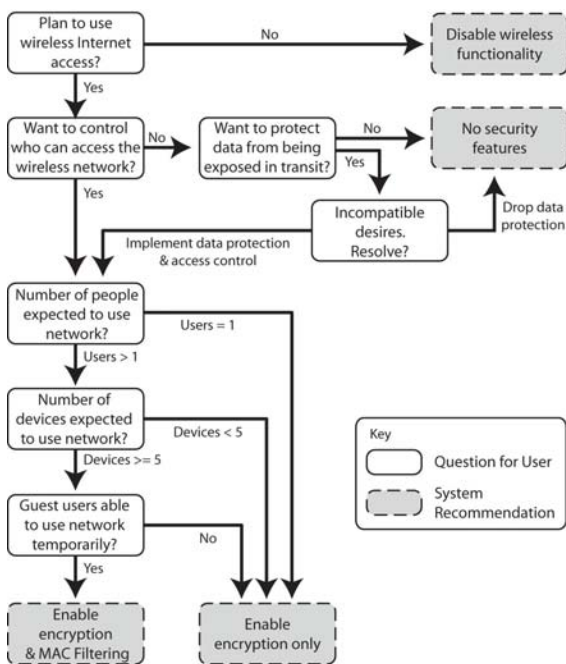 Plan to use
wireless Internet
access?
No
Disable wireless
functionality
Yes
Want to control
who can access the
wireless network?
No
Want to protect
data from being
exposed in transit?
No
Yes
No security
features
Yes
Incompatible
desires.
Resolve?
Drop data
protection
Implement data protection
& access control
Number of people
expected to use
network?
Users = 1
Users > 1
Number of
devices expected
to use network?
Devices < 5
Devices >= 5
Guest users able
to use network
temporarily?
No
Yes
Enable
encryption
& MAC Filtering
Enable
encryption only
Key
Question for User
System
Recommendation